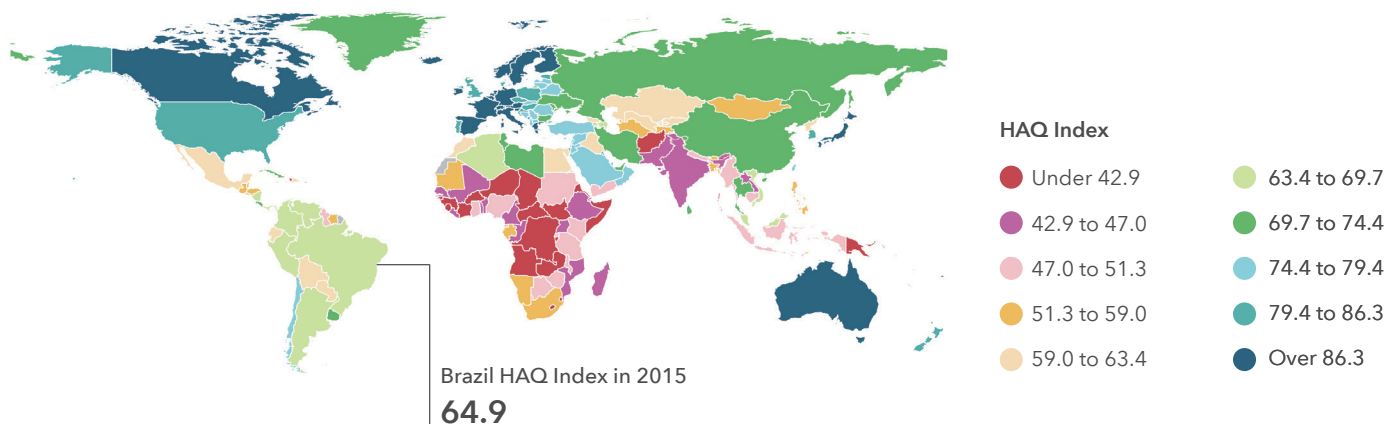 HAQ Index
Under 42.9
42.9 to 47.0
47.0 to 51.3
51.3 to 59.0
59.0 to 63.4
63.4 to 69.7
69.7 to 74.4
74.4 to 79.4
79.4 to 86.3
Over 86.3
Brazil HAQ Index in 2015
64.9